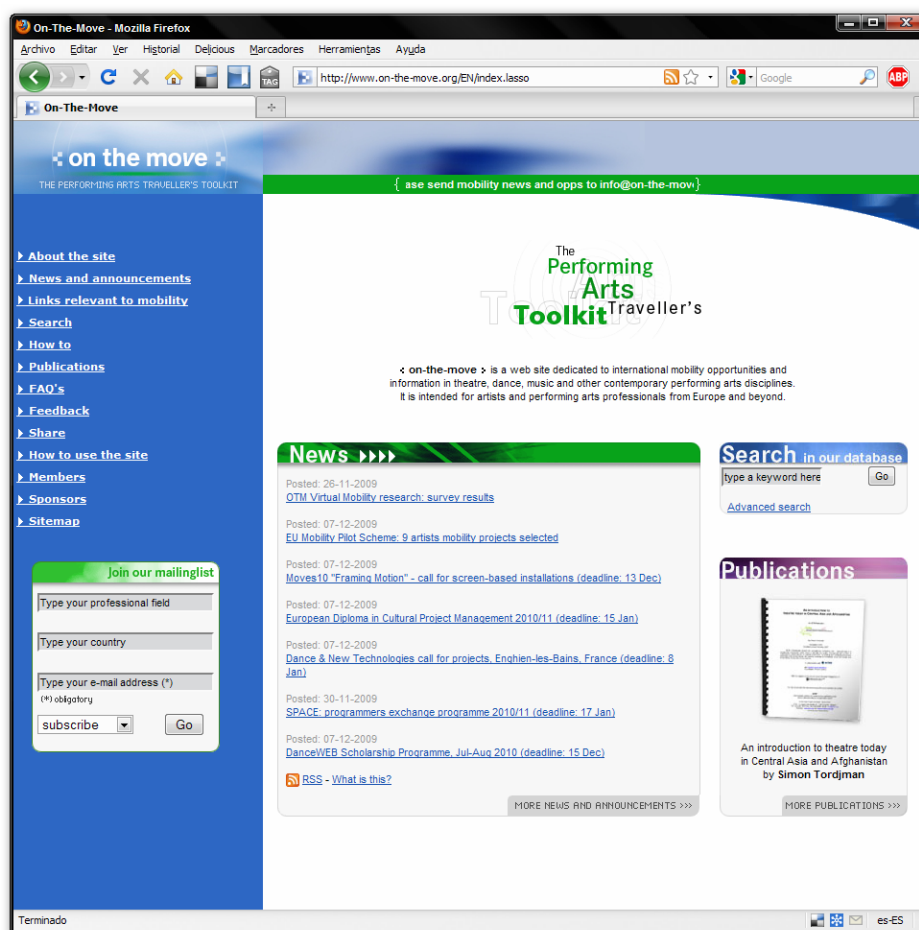 On-The-Move - Mozilla Firefox
Archivo Editar Ver Historial Delicious Marcadores Herramientas Ayuda
TAG
http://www.on-the-move.org/EN/index.lasso
Google
ABP
On-The-Move
on the move
THE PERFORMING ARTS TRAVELLER'S TOOLKIT
{ ase send mobility news and opps to info@on-the-mov }
About the site
News and announcements
Links relevant to mobility
Search
How to
Publications
FAQ's
Feedback
Share
How to use the site
Members
Sponsors
Sitemap
Join our mailinglist
Type your professional field
Type your country
Type your e-mail address (*)
(*) obligatory
subscribe Go
The
Performing
Arts
Toolkit Traveller's
on-the-move is a web site dedicated to international mobility opportunities and
information in theatre, dance, music and other contemporary performing arts disciplines.
It is intended for artists and performing arts professionals from Europe and beyond.
News
Posted: 26-11-2009
OTM Virtual Mobility research: survey results
Posted: 07-12-2009
EU Mobility Pilot Scheme: 9 artists mobility projects selected
Posted: 07-12-2009
Moves10 "Framing Motion" - call for screen-based installations (deadline: 13 Dec)
Posted: 07-12-2009
European Diploma in Cultural Project Management 2010/11 (deadline: 15 Jan)
Posted: 07-12-2009
Dance & New Technologies call for projects, Enghien-les-Bains, France (deadline: 8
Jan)
Posted: 30-11-2009
SPACE: programmers exchange programme 2010/11 (deadline: 17 Jan)
Posted: 07-12-2009
DanceWEB Scholarship Programme, Jul-Aug 2010 (deadline: 15 Dec)
RSS - What is this?
MORE NEWS AND ANNOUNCEMENTS >>>
Search in our database
type a keyword here Go
Advanced search
Publications
An introduction to theatre today
in Central Asia and Afghanistan
by Simon Tordjman
MORE PUBLICATIONS >>>
Terminado
es-ES